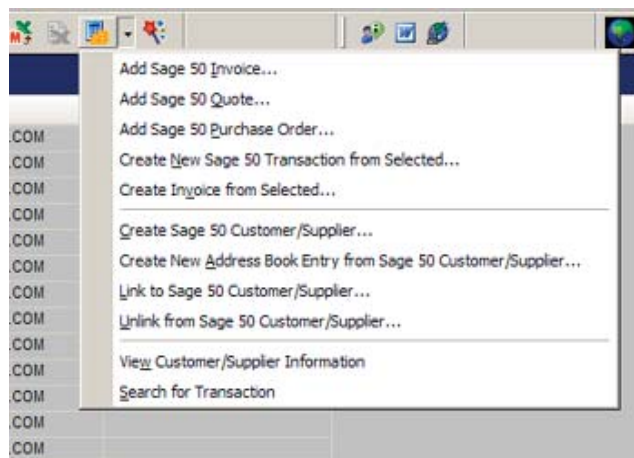 Add Sage 50 Invoice...
Add Sage 50 Quote...
Add Sage 50 Purchase Order...
.COM
Create New Sage 50 Transaction from Selected...
.COM
Create Invoice from Selected...
.COM
.COM
Create Sage 50 Customer/Supplier...
.COM
Create New Address Book Entry from Sage 50 Customer/Supplier...
.COM
Link to Sage 50 Customer/Supplier...
.COM
Unlink from Sage 50 Customer/Supplier...
.COM
.COM
View Customer/Supplier Information
.COM
Search for Transaction
.COM
.COM
.COM